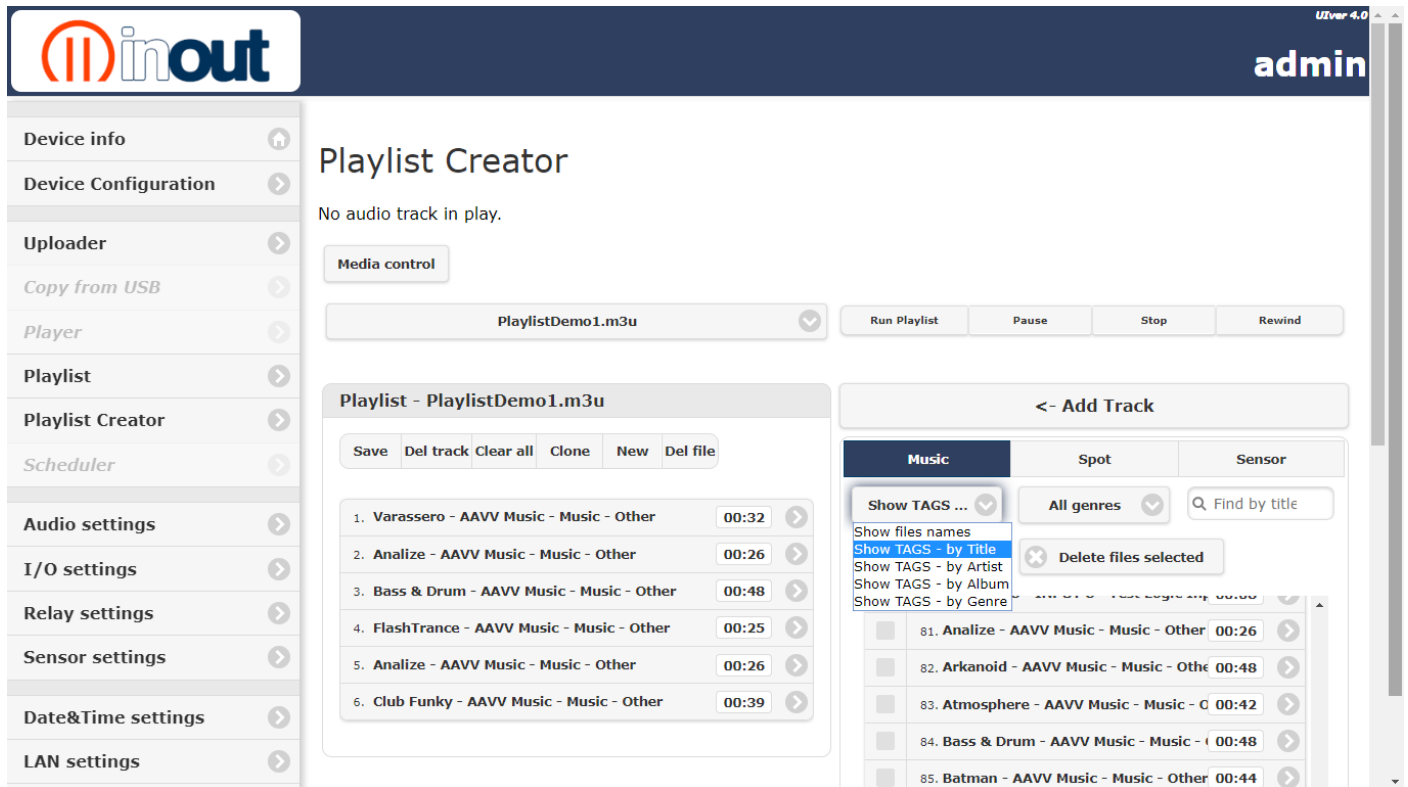 UIver 4.0
inout
admin
Device info
Device Configuration
Uploader
Copy from USB
Player
Playlist
Playlist Creator
Scheduler
Audio settings
I/O settings
Relay settings
Sensor settings
Date&Time settings
LAN settings
Playlist Creator
No audio track in play.
Media control
PlaylistDemo1.m3u
Run Playlist Pause Stop Rewind
Playlist - PlaylistDemo1.m3u
Save Del track Clear all Clone New Del file
1. Varassero - AAVV Music - Music - Other 00:32
2. Analize - AAVV Music - Music - Other 00:26
3. Bass & Drum - AAVV Music - Music - Other 00:48
4. FlashTrance - AAVV Music - Music - Other 00:25
5. Analize - AAVV Music - Music - Other 00:26
6. Club Funky - AAVV Music - Music - Other 00:39
<- Add Track
Music Spot Sensor
Show TAGS ... All genres Find by title
Show files names
Show TAGS - by Title
Show TAGS - by Artist
Show TAGS - by Album
Show TAGS - by Genre
Delete files selected
81. Analize - AAVV Music - Music - Other 00:26
82. Arkanoid - AAVV Music - Music - Othe 00:48
83. Atmosphere - AAVV Music - Music - O 00:42
84. Bass & Drum - AAVV Music - Music - 00:48
85. Batman - AAVV Music - Music - Other 00:44